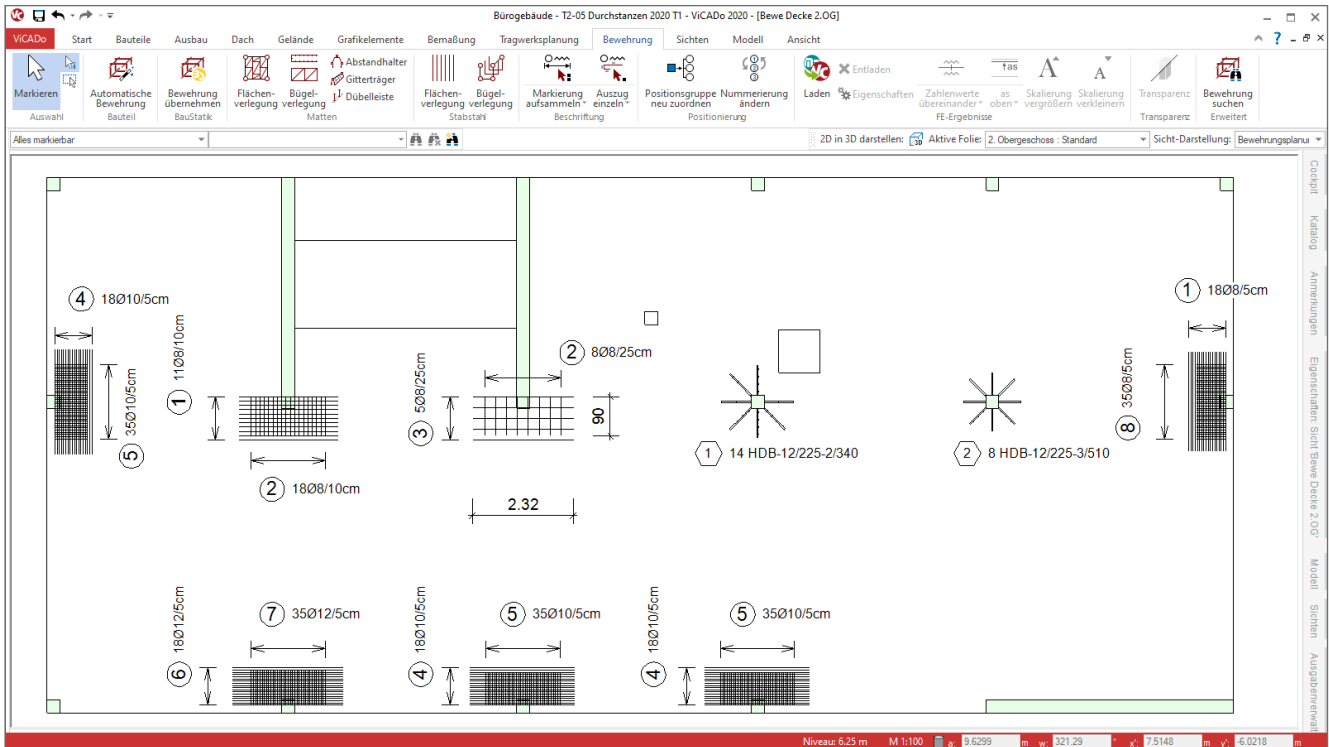 Bürogebäude - T2-05 Durchstanzen 2020 T1 - ViCADo 2020 - [Bewe Decke 2.OG]
ViCADo Start Bauteile Ausbau Dach Gelände Grafikelemente Bemaßung Tragwerksplanung Bewehrung Sichten Modell Ansicht
Markieren
Auswahl
Automatische
Bewehrung
Bauteil
Bewehrung
übernehmen
BauStatik
Flächen-
verlegung
Bügel-
verlegung
Abstandhalter
Gitterträger
Dübelleiste
Matten
Flächen-
verlegung
Bügel-
verlegung
Stabstahl
Markierung
aufsammeln
Auszug
einzeln
Beschriftung
Positionsgruppe
neu zuordnen
Nummerierung
ändern
Positionierung
Laden
Entladen
Eigenschaften
Zahlenwerte
übereinander
as
oben
Skalierung
vergrößern
Skalierung
verkleinern
FE-Ergebnisse
Transparenz
Transparenz
Bewehrung
suchen
Erweitert
Alles markierbar
2D in 3D darstellen: Aktive Folie: 2. Obergeschoss : Standard Sicht-Darstellung: Bewehrungsplanu
Cockpit
Katalog
Anmerkungen
Eigenschaften: Sicht 'Bewe Decke 2.OG'
Modell
Sichten
Ausgabenverwalt
4 18Ø10/5cm
5 35Ø10/5cm
1 11Ø8/10cm
2 18Ø8/10cm
3 5Ø8/25cm
2 8Ø8/25cm
90
2.32
1 14 HDB-12/225-2/340
2 8 HDB-12/225-3/510
1 18Ø8/5cm
8 35Ø8/5cm
6 18Ø12/5cm
7 35Ø12/5cm
4 18Ø10/5cm
5 35Ø10/5cm
4 18Ø10/5cm
5 35Ø10/5cm
Niveau: 6.25 m M 1:100 a: 9.6299 m w: 321.29 ° x': 7.5148 m y': -6.0218 m